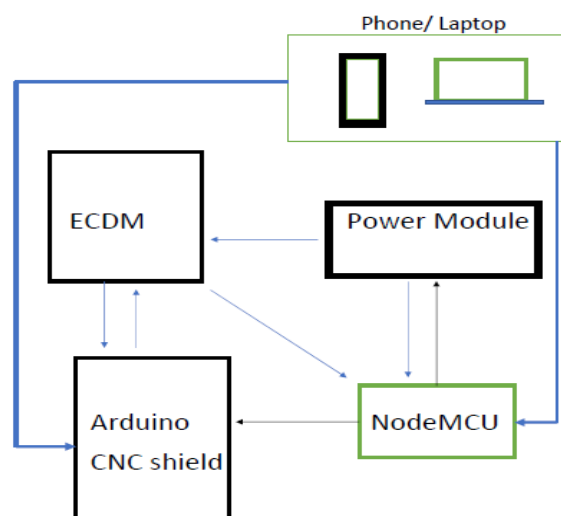 Phone/ Laptop
ECDM
Power Module
Arduino
CNC shield
NodeMCU